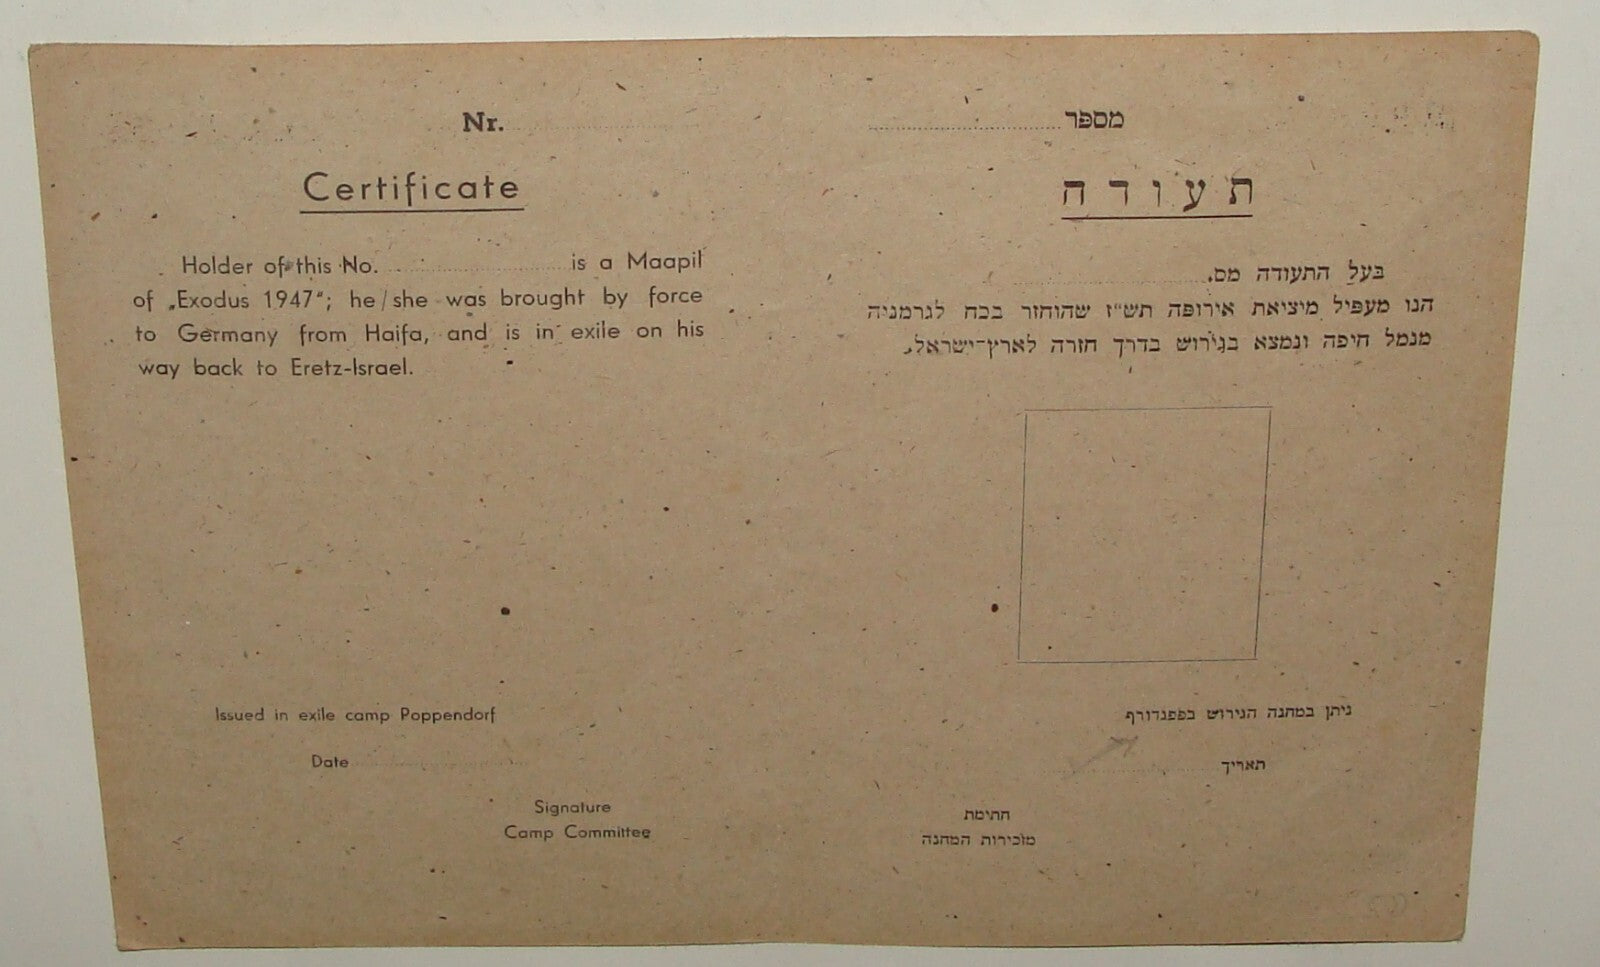 Nr.
Certificate
Holder of this No. is a Maapil
of „Exodus 1947“; he/she was brought by force
to Germany from Haifa, and is in exile on his
way back to Eretz-Israel.
Issued in exile camp Poppendorf
Date
Signature
Camp Committee
מספר
תעודה
בעל התעודה מס.
הנו מעפיל מיציאת אירופה תש״ז שהוחזר בכח לגרמניה
מנמל חיפה ונמצא בגירוש בדרך חזרה לארץ־ישראל.
ניתן במחנה הגירוש בפפנדורף
תאריך
חתימת
מזכירות המחנה